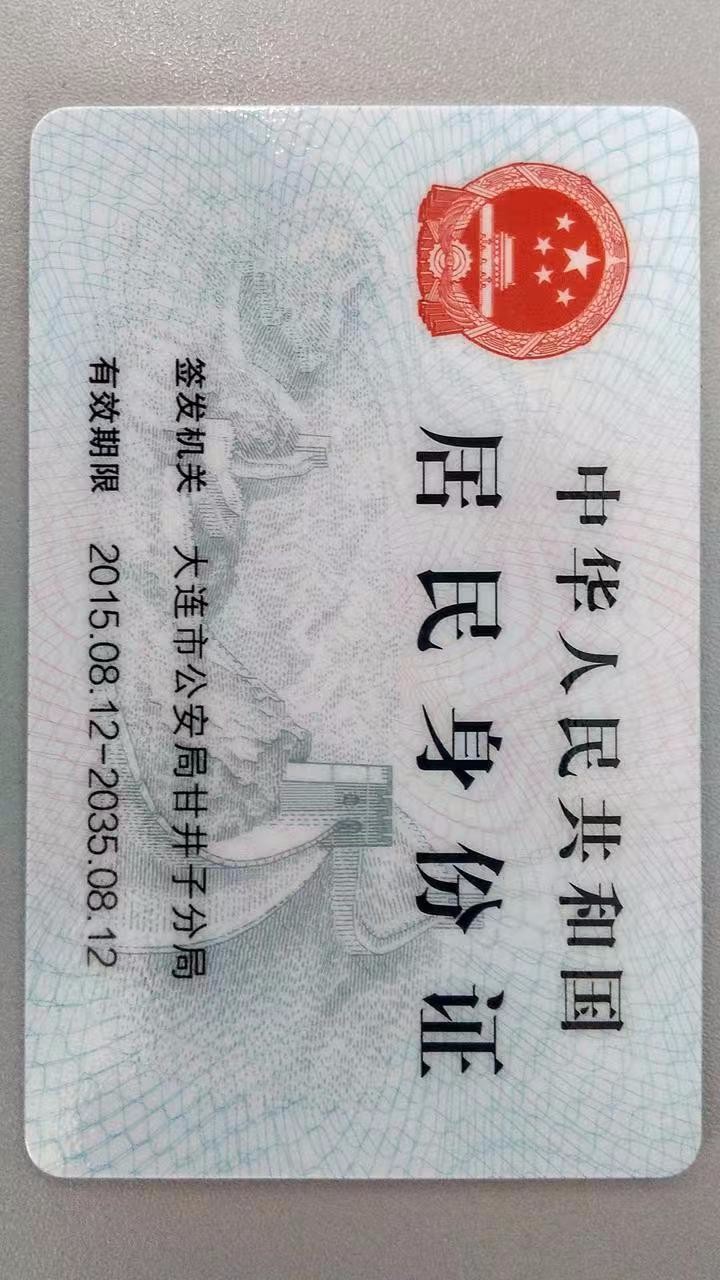 中华人民共和国
居民身份证
签发机关 大连市公安局甘井子分局
有效期限 2015.08.12-2035.08.12